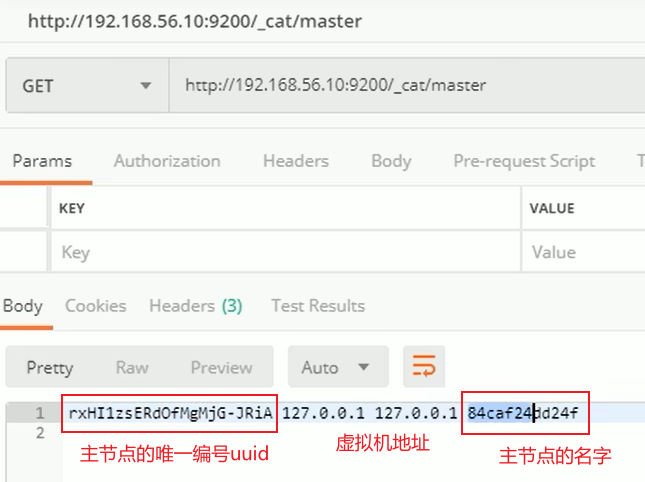 http://192.168.56.10:9200/_cat/master
GET http://192.168.56.10:9200/_cat/master
Params Authorization Headers Body Pre-request Script T
KEY VALUE
Key Value
Body Cookies Headers (3) Test Results
Pretty Raw Preview Auto
1 rxHI1zsERdOfMgMjG-JRiA 127.0.0.1 127.0.0.1 84caf24dd24f
2
主节点的唯一编号uuid 虚拟机地址 主节点的名字